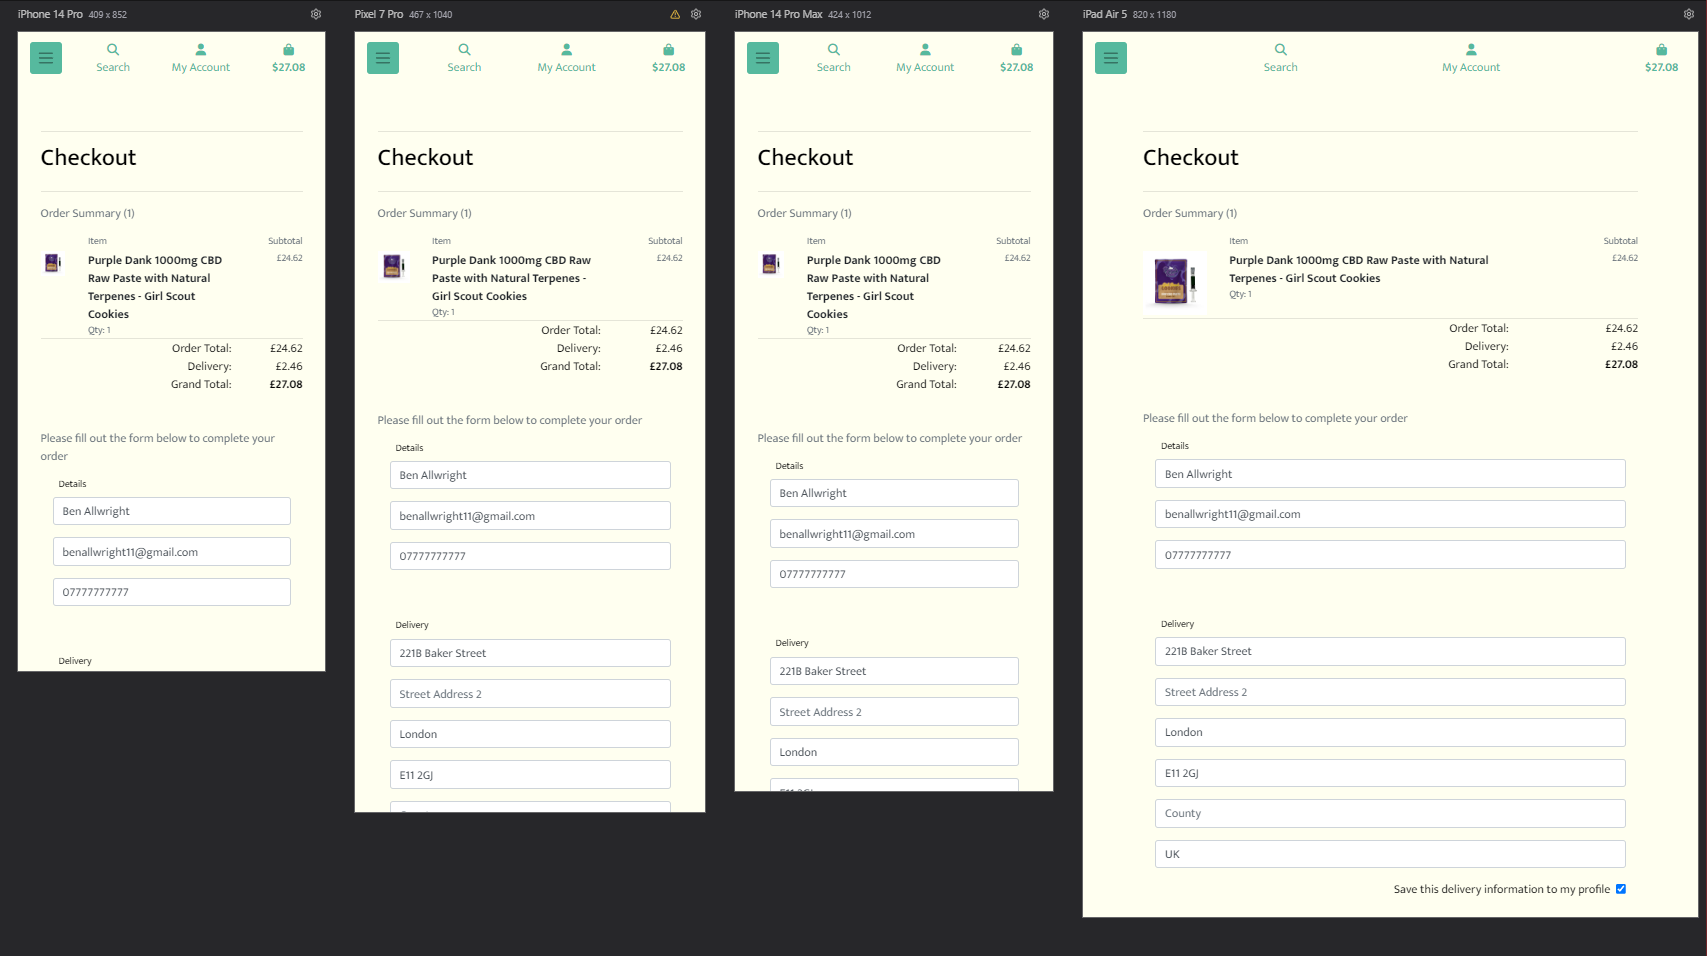 iPhone 14 Pro 409 x 852
Search
My Account
$27.08
Checkout
Order Summary (1)
Item Subtotal
Purple Dank 1000mg CBD £24.62
Raw Paste with Natural
Terpenes - Girl Scout
Cookies
Qty: 1
Order Total: £24.62
Delivery: £2.46
Grand Total: £27.08
Please fill out the form below to complete your
order
Details
Ben Allwright
benallwright11@gmail.com
07777777777
Delivery
Pixel 7 Pro 467 x 1040
Search
My Account
$27.08
Checkout
Order Summary (1)
Item Subtotal
Purple Dank 1000mg CBD Raw £24.62
Paste with Natural Terpenes -
Girl Scout Cookies
Qty: 1
Order Total: £24.62
Delivery: £2.46
Grand Total: £27.08
Please fill out the form below to complete your order
Details
Ben Allwright
benallwright11@gmail.com
07777777777
Delivery
221B Baker Street
Street Address 2
London
E11 2GJ
iPhone 14 Pro Max 424 x 1012
Search
My Account
$27.08
Checkout
Order Summary (1)
Item Subtotal
Purple Dank 1000mg CBD £24.62
Raw Paste with Natural
Terpenes - Girl Scout
Cookies
Qty: 1
Order Total: £24.62
Delivery: £2.46
Grand Total: £27.08
Please fill out the form below to complete your order
Details
Ben Allwright
benallwright11@gmail.com
07777777777
Delivery
221B Baker Street
Street Address 2
London
E11 2GJ
iPad Air 5 820 x 1180
Search
My Account
$27.08
Checkout
Order Summary (1)
Item Subtotal
Purple Dank 1000mg CBD Raw Paste with Natural £24.62
Terpenes - Girl Scout Cookies
Qty: 1
Order Total: £24.62
Delivery: £2.46
Grand Total: £27.08
Please fill out the form below to complete your order
Details
Ben Allwright
benallwright11@gmail.com
07777777777
Delivery
221B Baker Street
Street Address 2
London
E11 2GJ
County
UK
Save this delivery information to my profile